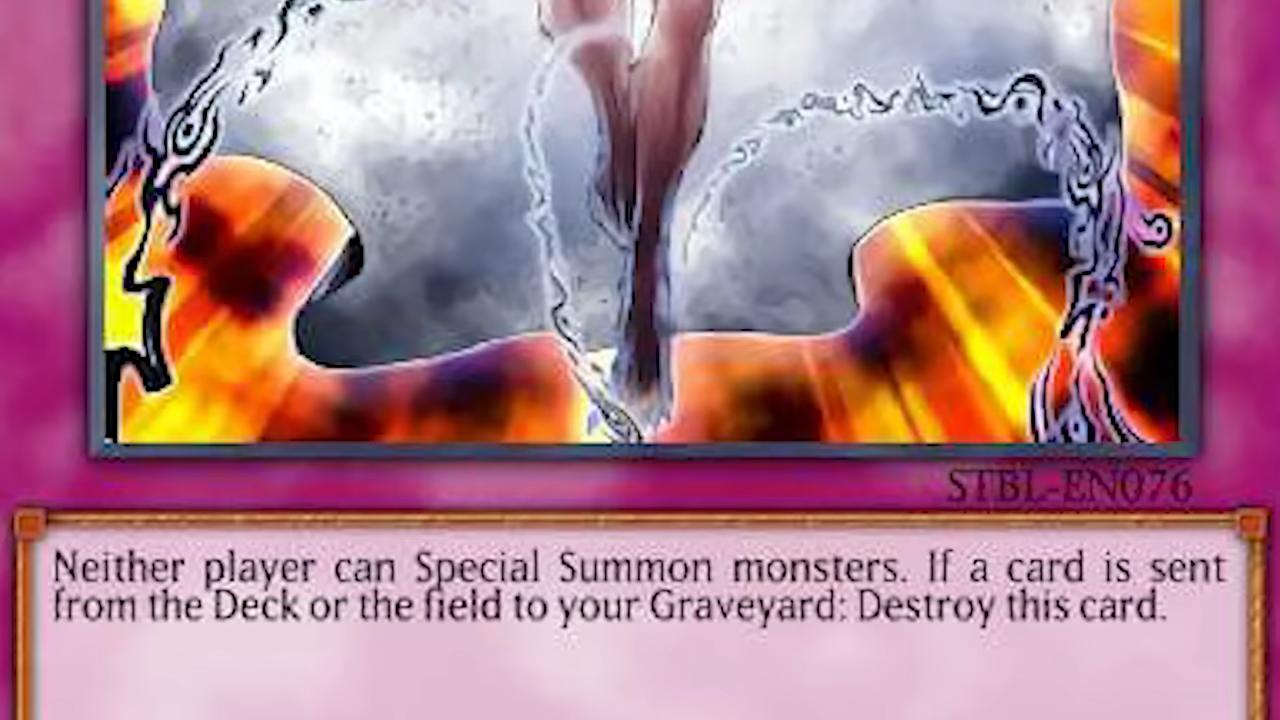 STBL-EN076
Neither player can Special Summon monsters. If a card is sent
from the Deck or the field to your Graveyard: Destroy this card.